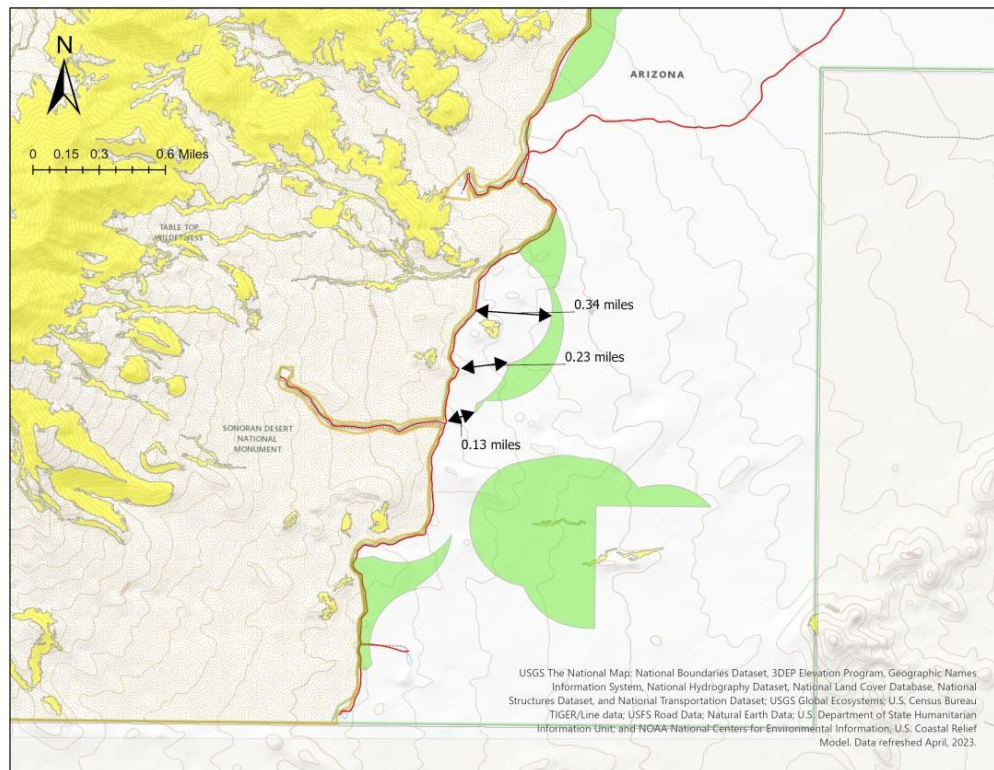 N
ARIZONA
0 0.15 0.3 0.6 Miles
TABLE TOP
WILDERNESS
0.34 miles
0.23 miles
SONORAN DESERT
NATIONAL
MONUMENT
0.13 miles
USGS The National Map: National Boundaries Dataset, 3DEP Elevation Program, Geographic Names
Information System, National Hydrography Dataset, National Land Cover Database, National
Structures Dataset, and National Transportation Dataset; USGS Global Ecosystems; U.S. Census Bureau
TIGER/Line data; USFS Road Data; Natural Earth Data; U.S. Department of State Humanitarian
Information Unit; and NOAA National Centers for Environmental Information, U.S. Coastal Relief
Model. Data refreshed April, 2023.